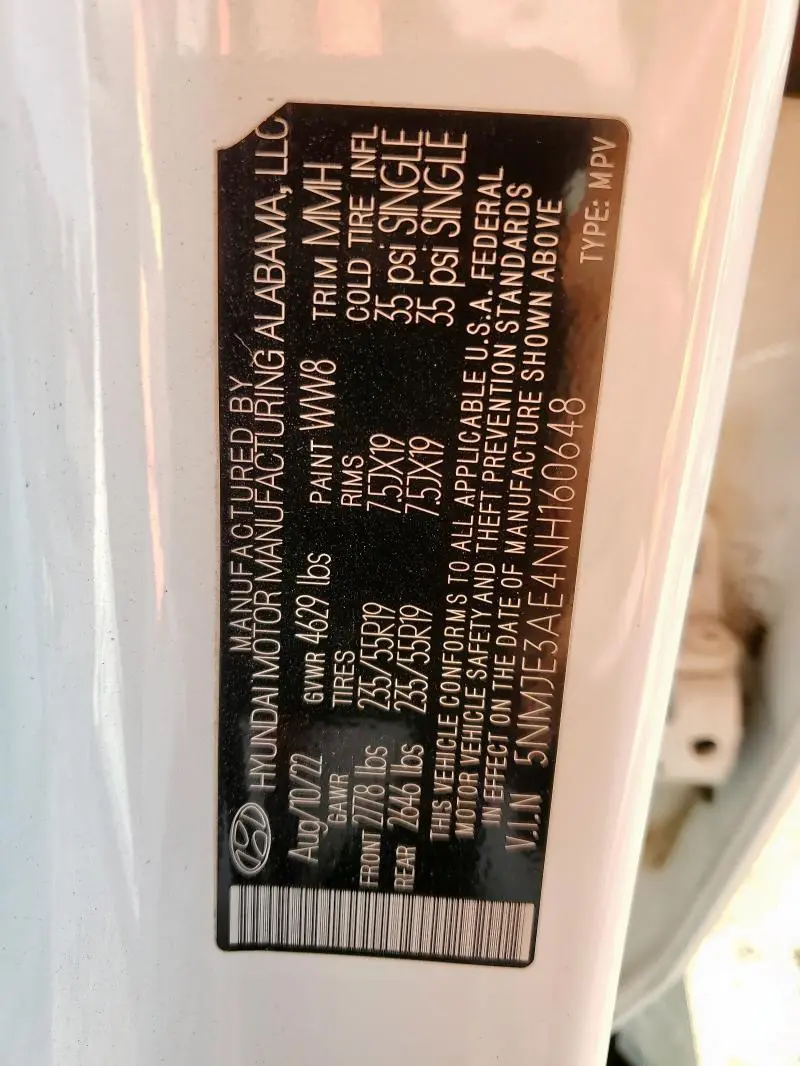 MANUFACTURED BY
HYUNDAI MOTOR MANUFACTURING ALABAMA, LLC
Aug/10/22 GVWR 4629 lbs PAINT WW8 TRIM MMH
GAWR TIRES RIMS COLD TIRE INFL
FRONT 2778 lbs 235/55R19 7.5JX19 35 psi SINGLE
REAR 2646 lbs 235/55R19 7.5JX19 35 psi SINGLE
THIS VEHICLE CONFORMS TO ALL APPLICABLE U.S.A. FEDERAL
MOTOR VEHICLE SAFETY AND THEFT PREVENTION STANDARDS
IN EFFECT ON THE DATE OF MANUFACTURE SHOWN ABOVE
V.I.N 5NMJE3AE4NH160648 TYPE: MPV